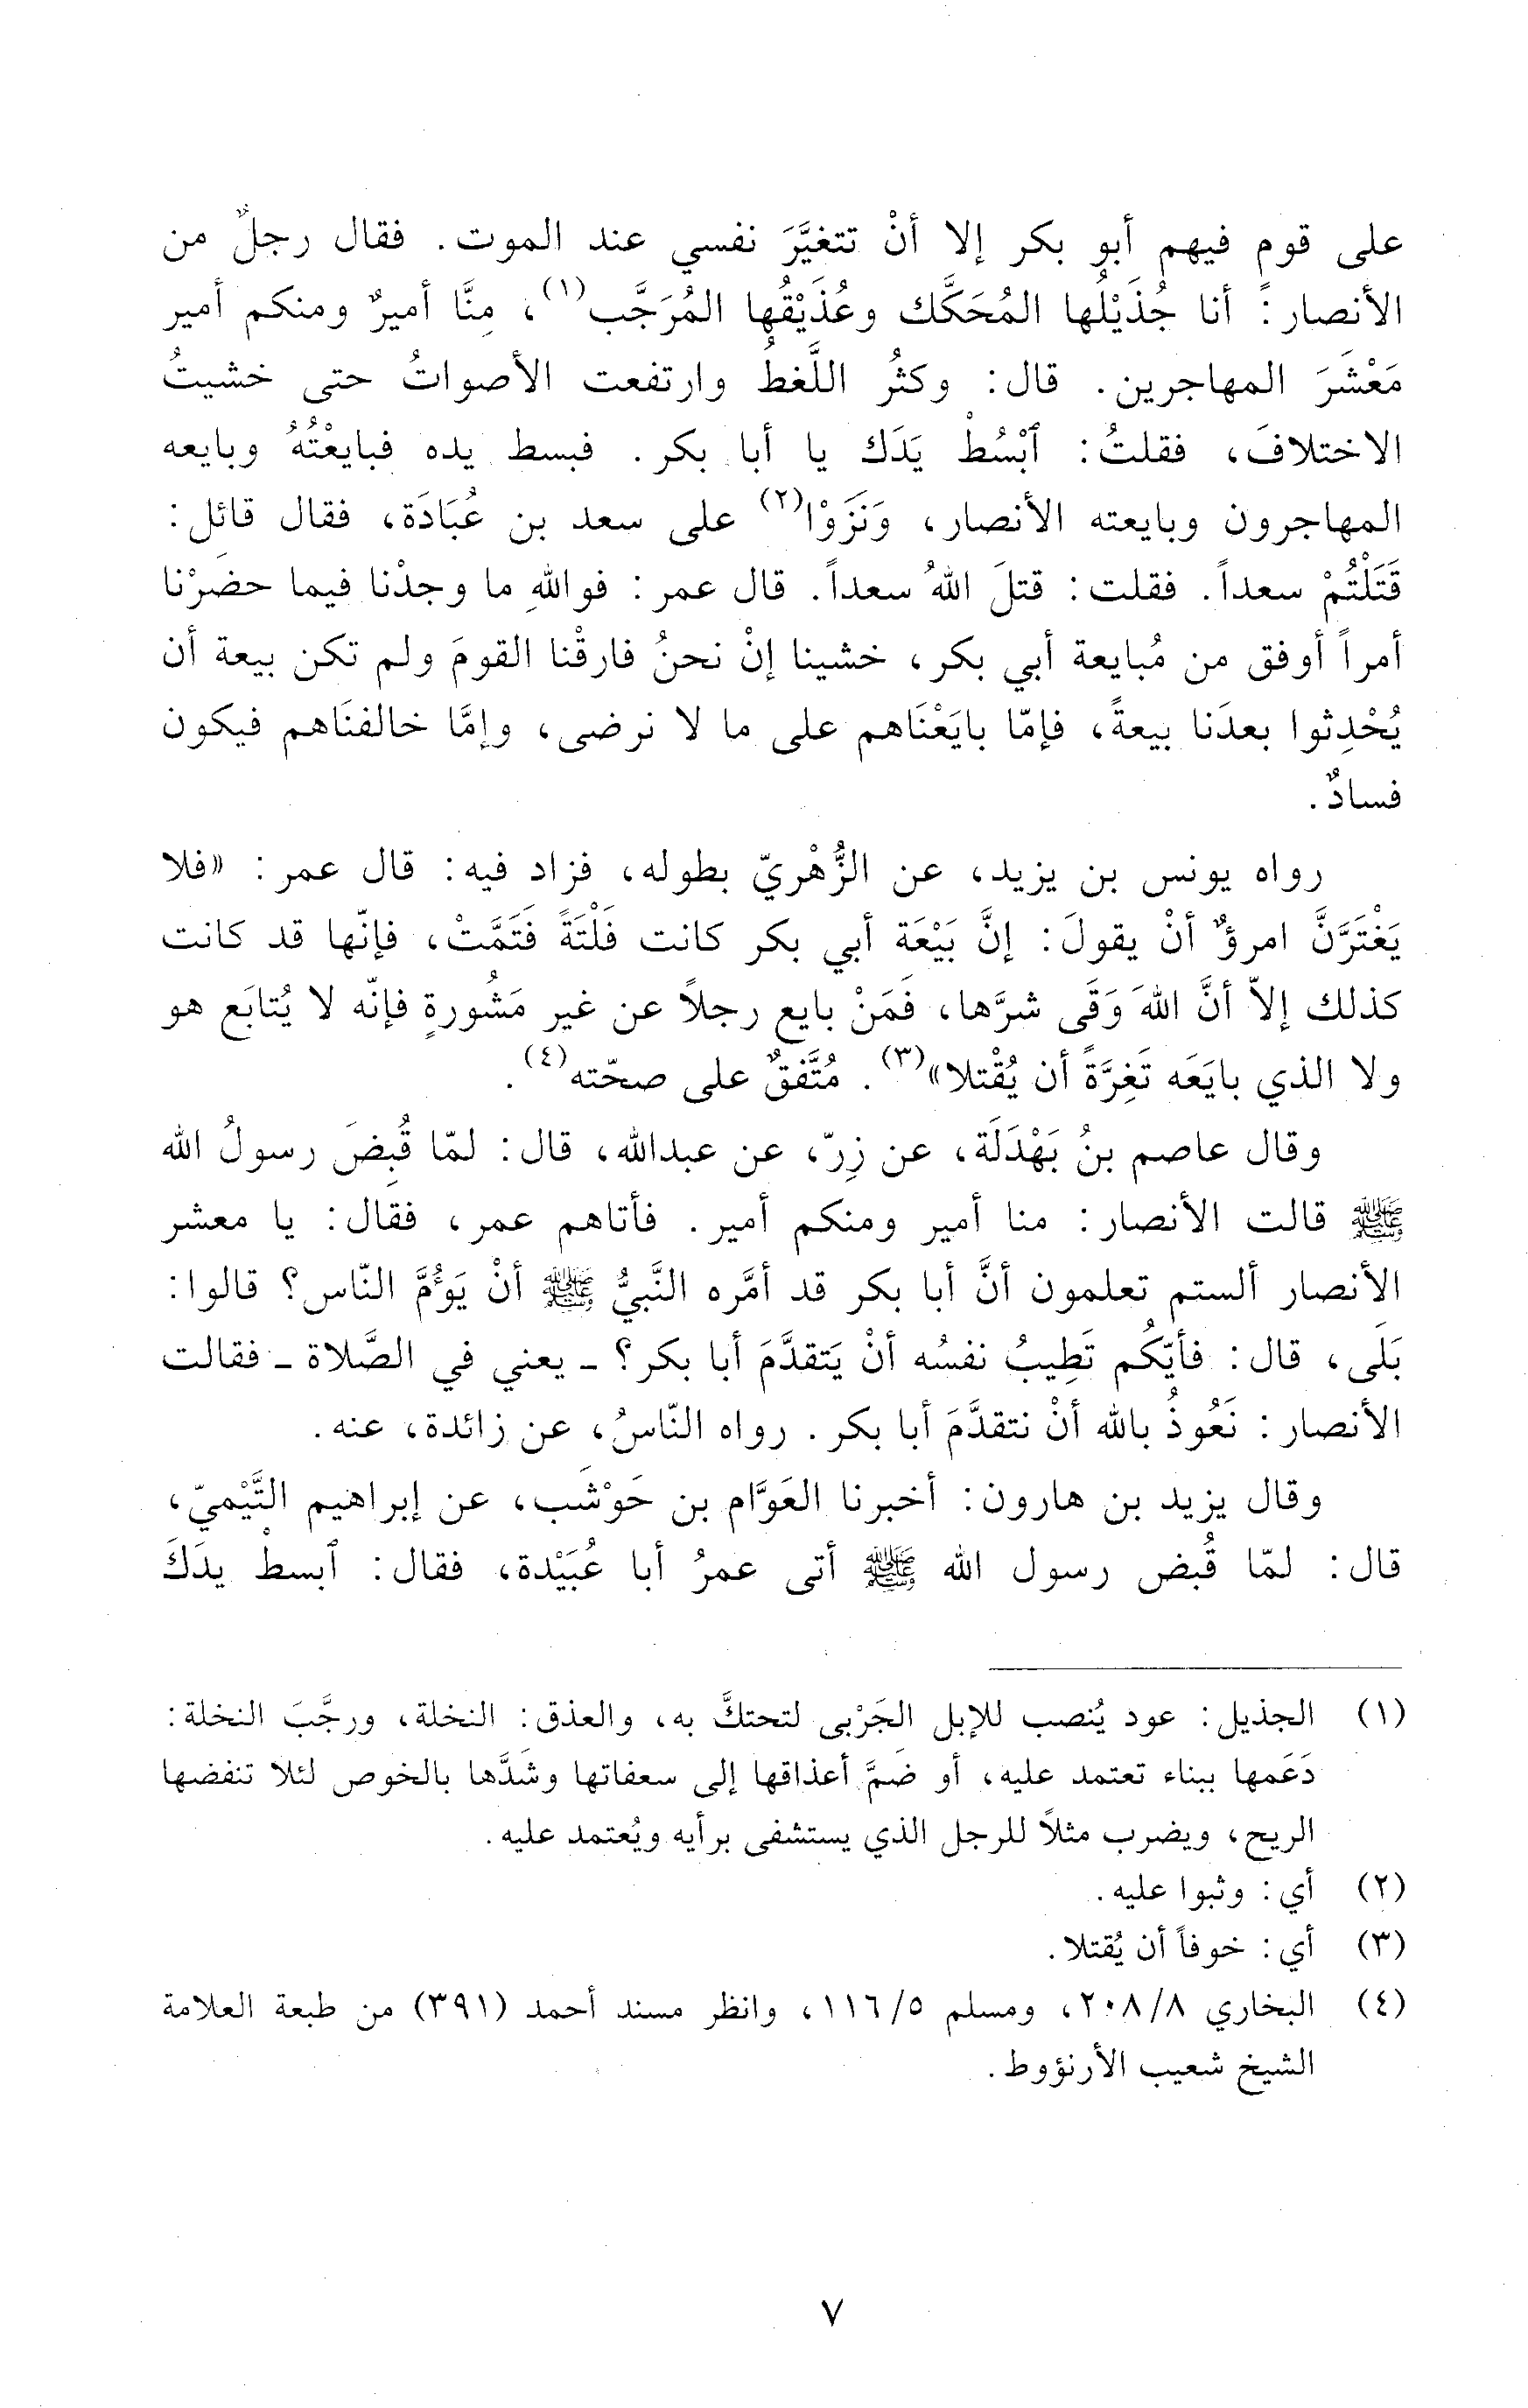 على قوم فيهم أبو بكر إلا أنْ تتغيَّرَ نفسي عند الموت. فقال رجلٌ من
الأنصار: أنا جُذَيْلُها المُحَكَّك وعُذَيْقُها المُرَجَّب(١)، مِنَّا أميرٌ ومنكم أمير
مَعْشَرَ المهاجرين. قال: وكثُر اللَّغطُ وارتفعت الأصواتُ حتى خشيتُ
الاختلافَ، فقلتُ: ٱبْسُطْ يَدَك يا أبا بكر. فبسط يده فبايعْتُهُ وبايعه
المهاجرون وبايعته الأنصار، وَنَزَوْا(٢) على سعد بن عُبَادَة، فقال قائل:
قَتَلْتُمْ سعداً. فقلت: قتلَ اللهُ سعداً. قال عمر: فواللهِ ما وجدْنا فيما حضَرْنا
أمراً أوفق من مُبايعة أبي بكر، خشينا إنْ نحنُ فارقْنا القومَ ولم تكن بيعة أن
يُحْدِثوا بعدَنا بيعةً، فإمّا بايَعْنَاهم على ما لا نرضى، وإمَّا خالفنَاهم فيكون
فسادٌ.
رواه يونس بن يزيد، عن الزُّهْريّ بطوله، فزاد فيه: قال عمر: «فلا
يَغْتَرَّنَّ امرؤٌ أنْ يقولَ: إنَّ بَيْعَة أبي بكر كانت فَلْتَةً فَتَمَّتْ، فإنّها قد كانت
كذلك إلاّ أنَّ اللهَ وَقَى شرَّها، فَمَنْ بايع رجلاً عن غير مَشُورةٍ فإنّه لا يُتابَع هو
ولا الذي بايَعَه تَغِرَّةً أن يُقْتلا»(٣). مُتَّفقٌ على صحّته(٤).
وقال عاصم بنُ بَهْدَلَة، عن زِرّ، عن عبدالله، قال: لمّا قُبِضَ رسولُ الله
ﷺ قالت الأنصار: منا أمير ومنكم أمير. فأتاهم عمر، فقال: يا معشر
الأنصار ألستم تعلمون أنَّ أبا بكر قد أمَّره النَّبيُّ ﷺ أنْ يَؤُمَّ النّاس؟ قالوا:
بَلَى، قال: فأيّكُم تَطِيبُ نفسُه أنْ يَتقدَّمَ أبا بكر؟ - يعني في الصَّلاة - فقالت
الأنصار: نَعُوذُ بالله أنْ نتقدَّمَ أبا بكر. رواه النّاسُ، عن زائدة، عنه.
وقال يزيد بن هارون: أخبرنا العَوَّام بن حَوْشَب، عن إبراهيم التَّيْميّ،
قال: لمّا قُبض رسول الله ﷺ أتى عمرُ أبا عُبَيْدة، فقال: ٱبسطْ يدَكَ
(١) الجذيل: عود يُنصب للإبل الجَرْبى لتحتكَّ به، والعذق: النخلة، ورجَّبَ النخلة:
دَعَمها ببناء تعتمد عليه، أو ضَمَّ أعذاقها إلى سعفاتها وشَدَّها بالخوص لئلا تنفضها
الريح، ويضرب مثلاً للرجل الذي يستشفى برأيه ويُعتمد عليه.
(٢) أي: وثبوا عليه.
(٣) أي: خوفاً أن يُقتلا.
(٤) البخاري ٢٠٨/٨، ومسلم ١١٦/٥، وانظر مسند أحمد (٣٩١) من طبعة العلامة
الشيخ شعيب الأرنؤوط.
٧